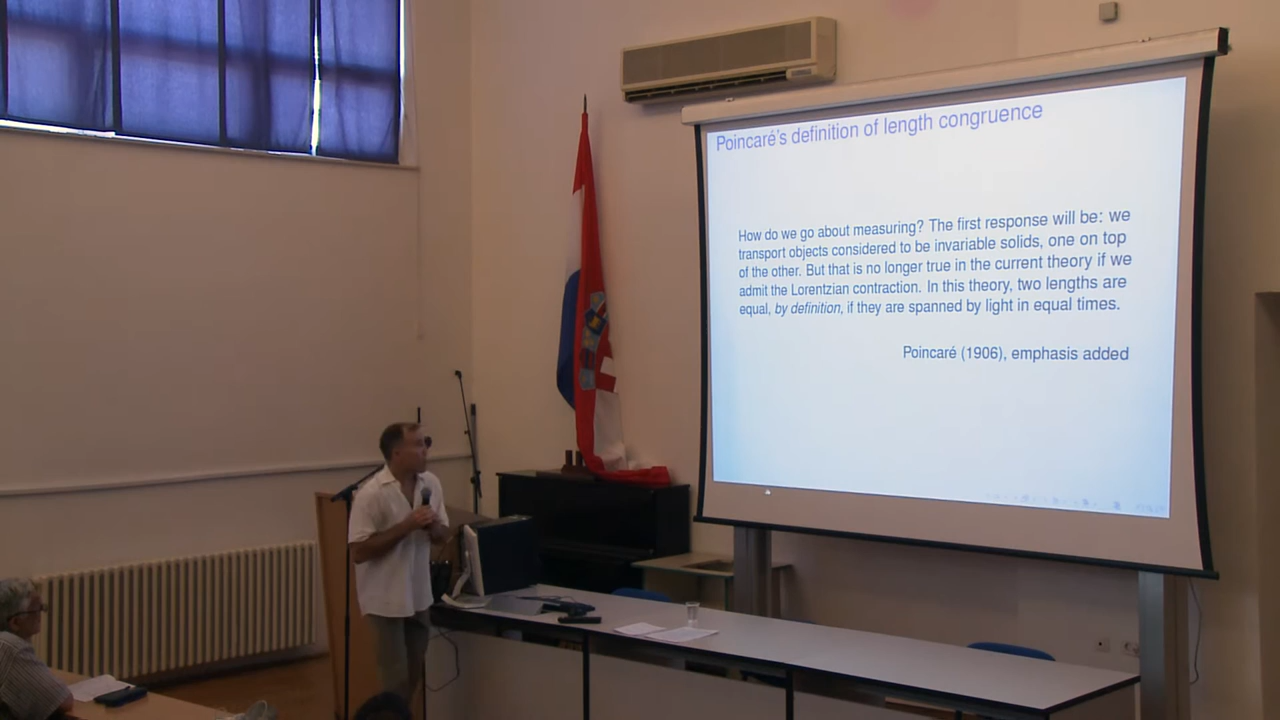 Poincaré's definition of length congruence
How do we go about measuring? The first response will be: we
transport objects considered to be invariable solids, one on top
of the other. But that is no longer true in the current theory if we
admit the Lorentzian contraction. In this theory, two lengths are
equal, by definition, if they are spanned by light in equal times.
Poincaré (1906), emphasis added